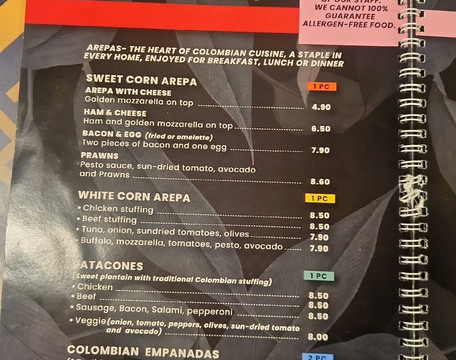 OF OUR STAFF.
WE CANNOT 100%
GUARANTEE
ALLERGEN-FREE FOOD.
AREPAS- THE HEART OF COLOMBIAN CUISINE, A STAPLE IN
EVERY HOME, ENJOYED FOR BREAKFAST, LUNCH OR DINNER
SWEET CORN AREPA 1 PC
AREPA WITH CHEESE
Golden mozzarella on top 4.90
HAM & CHEESE
Ham and golden mozzarella on top 6.50
BACON & EGG (fried or omelette)
Two pieces of bacon and one egg 7.90
PRAWNS
Pesto sauce, sun-dried tomato, avocado
and Prawns 8.60
WHITE CORN AREPA 1 PC
• Chicken stuffing 8.50
• Beef stuffing 8.50
• Tuna, onion, sundried tomatoes, olives 7.90
• Buffalo, mozzarella, tomatoes, pesto, avocado 7.90
PATACONES 1 PC
(Sweet plantain with traditional Colombian stuffing)
• Chicken 8.50
• Beef 8.50
• Sausage, Bacon, Salami, pepperoni 8.50
• Veggie (onion, tomato, peppers, olives, sun-dried tomato
and avocado) 8.00
COLOMBIAN EMPANADAS 2 PC